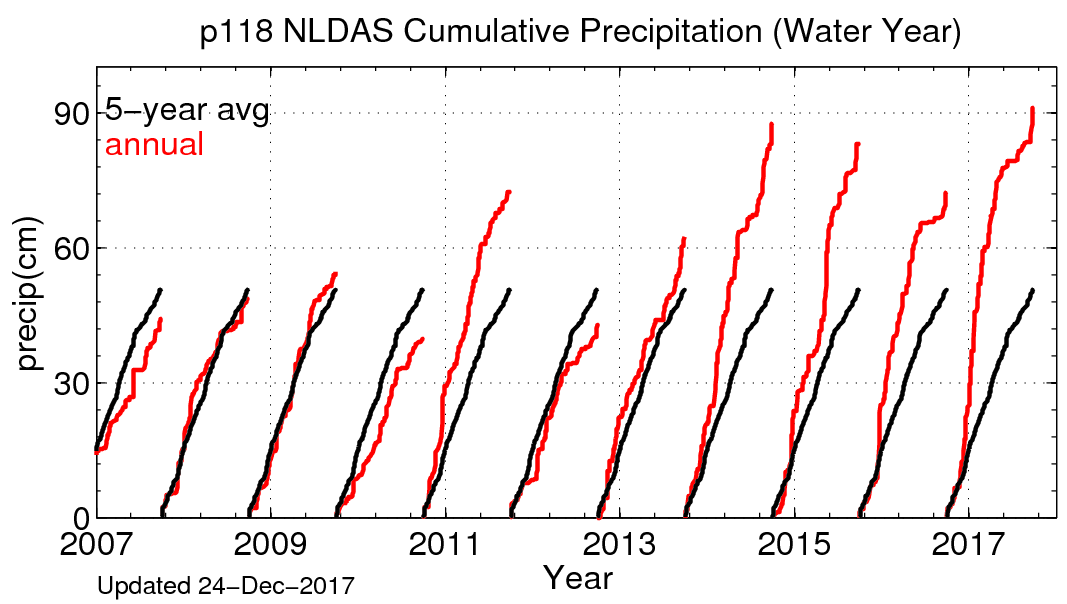 p118 NLDAS Cumulative Precipitation (Water Year)
5−year avg
annual
90
60
30
0
precip(cm)
2007 2009 2011 2013 2015 2017
Year
Updated 24−Dec−2017